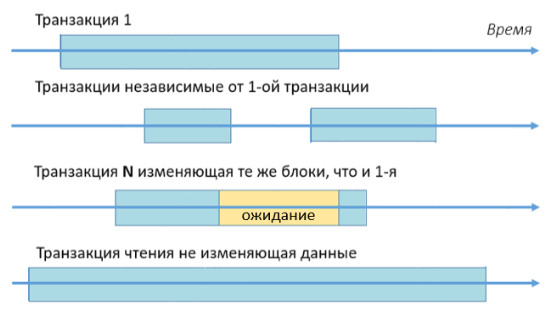 Транзакция 1
Время
Транзакции независимые от 1-ой транзакции
Транзакция N изменяющая те же блоки, что и 1-я
ожидание
Транзакция чтения не изменяющая данные